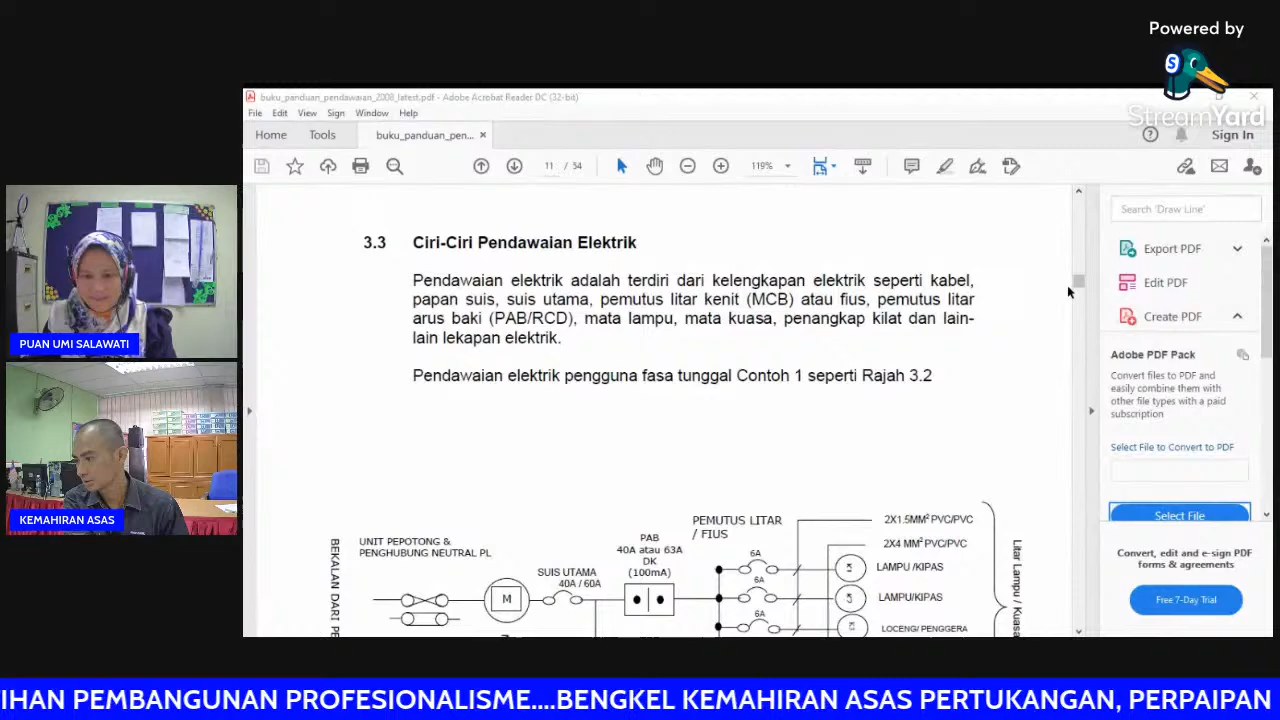 Powered by
StreamYard
buku_panduan_pendawaian_2008_latest.pdf - Adobe Acrobat Reader DC (32-bit)
File Edit View Sign Window Help
Home Tools buku_panduan_pen... ×
Sign In
11 / 54
119%
3.3 Ciri-Ciri Pendawaian Elektrik
Pendawaian elektrik adalah terdiri dari kelengkapan elektrik seperti kabel,
papan suis, suis utama, pemutus litar kenit (MCB) atau fius, pemutus litar
arus baki (PAB/RCD), mata lampu, mata kuasa, penangkap kilat dan lain-
lain lekapan elektrik.
Pendawaian elektrik pengguna fasa tunggal Contoh 1 seperti Rajah 3.2
BEKALAN DARI
UNIT PEPOTONG &
PENGHUBUNG NEUTRAL PL
M
SUIS UTAMA
40A / 60A
PAB
40A atau 63A
DK
(100mA)
PEMUTUS LITAR
/ FIUS
6A
6A
6A
2X1.5MM² PVC/PVC
2X4 MM² PVC/PVC
LAMPU /KIPAS
LAMPU/KIPAS
LOCENG/ PENGGERA
Litar Lampu / Kuasa
Search 'Draw Line'
Export PDF
Edit PDF
Create PDF
Adobe PDF Pack
Convert files to PDF and
easily combine them with
other file types with a paid
subscription
Select File to Convert to PDF
Select File
Convert, edit and e-sign PDF
forms & agreements
Free 7-Day Trial
PUAN UMI SALAWATI
KEMAHIRAN ASAS
TIHAN PEMBANGUNAN PROFESIONALISME....BENGKEL KEMAHIRAN ASAS PERTUKANGAN, PERPAIPAN